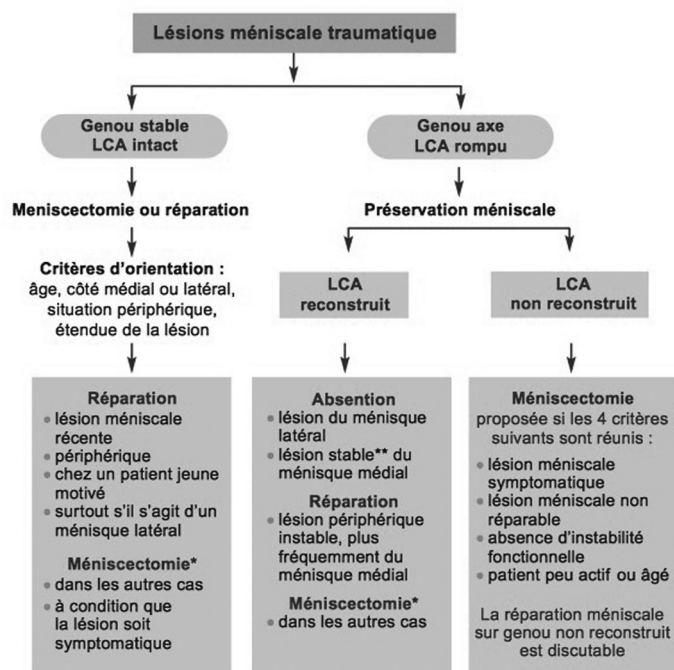 Lésions méniscale traumatique
Genou stable
LCA intact
Genou axe
LCA rompu
Meniscectomie ou réparation
Préservation méniscale
Critères d'orientation :
âge, côté médial ou latéral,
situation périphérique,
étendue de la lésion
LCA
reconstruit
LCA
non reconstruit
Réparation
• lésion méniscale
récente
• périphérique
• chez un patient jeune
motivé
• surtout s'il s'agit d'un
ménisque latéral
Méniscectomie*
• dans les autres cas
• à condition que
la lésion soit
symptomatique
Absention
• lésion du ménisque
latéral
• lésion stable** du
ménisque médial
Réparation
• lésion périphérique
instable, plus
fréquemment du
ménisque médial
Méniscectomie*
• dans les autres cas
Méniscectomie
proposée si les 4 critères
suivants sont réunis :
• lésion méniscale
symptomatique
• lésion méniscale non
réparable
• absence d'instabilité
fonctionnelle
• patient peu actif ou âgé
La réparation méniscale
sur genou non reconstruit
est discutable